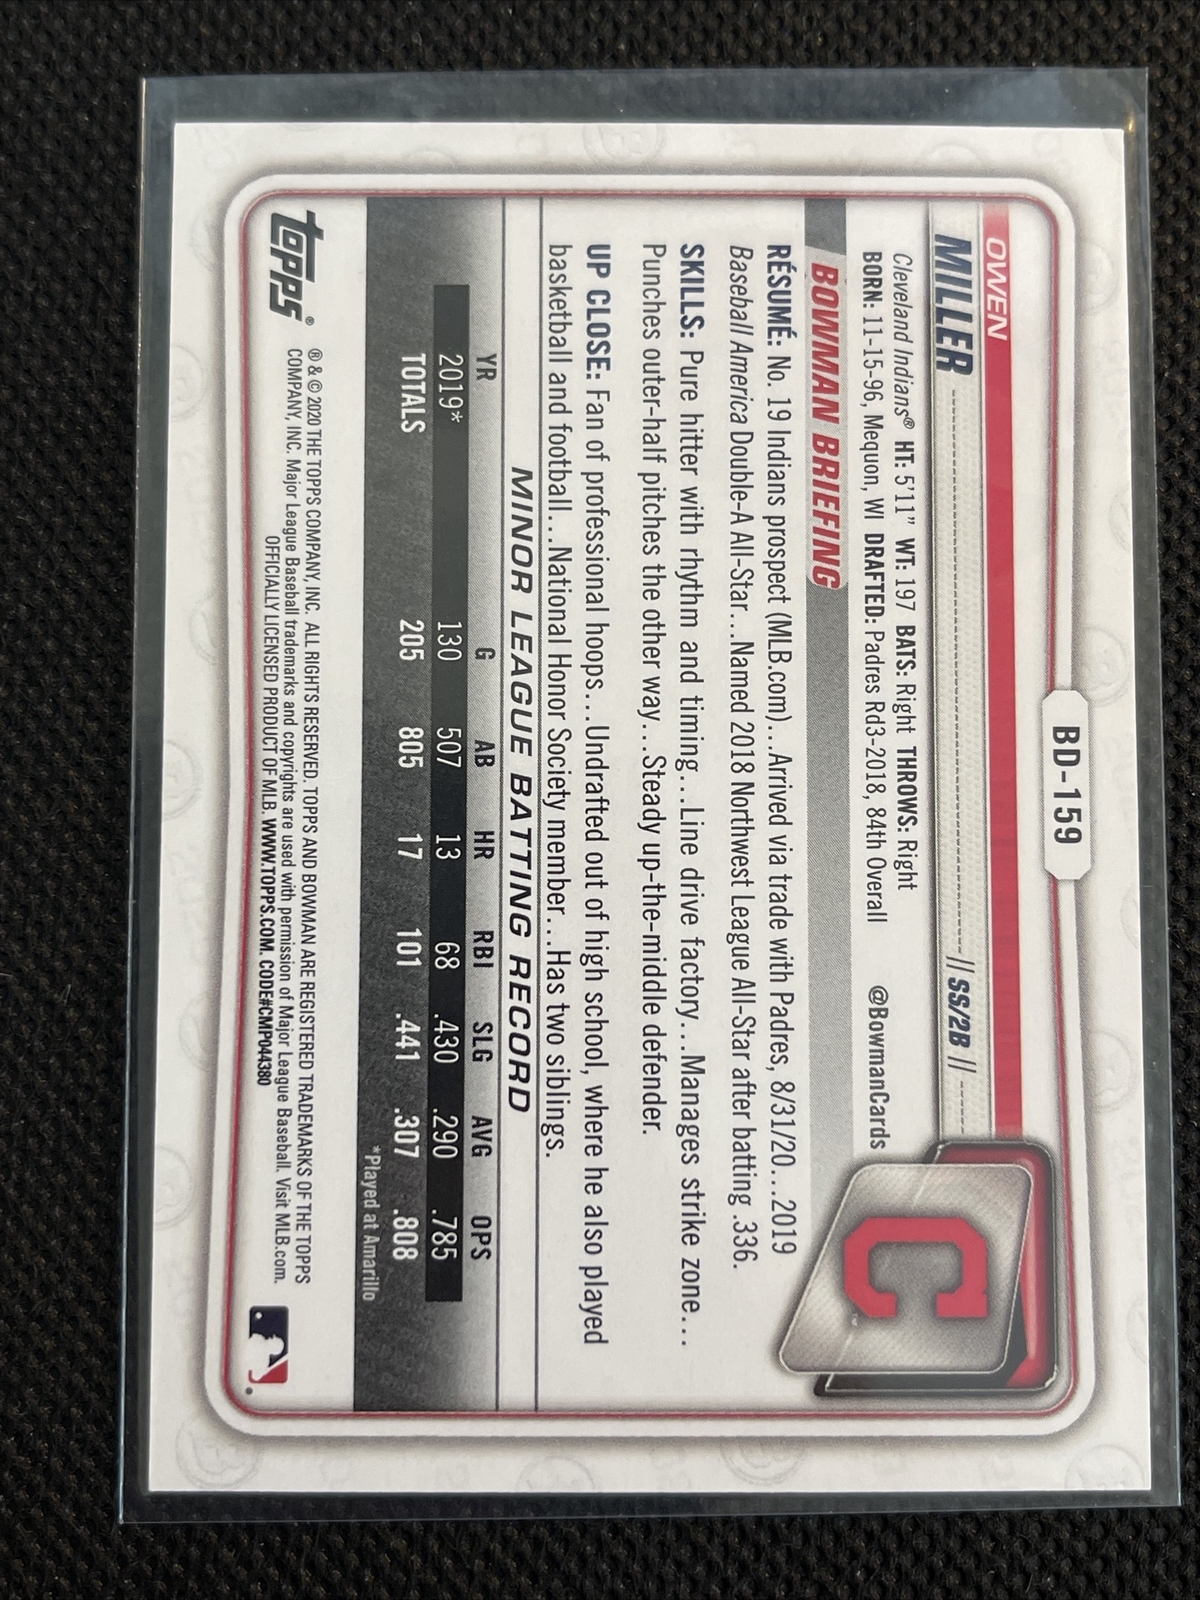 BD-159
OWEN
MILLER || SS/2B ||
Cleveland Indians® HT: 5'11" WT: 197 BATS: Right THROWS: Right
BORN: 11-15-96, Mequon, WI DRAFTED: Padres Rd3-2018, 84th Overall @BowmanCards
C
BOWMAN BRIEFING
RÉSUMÉ: No. 19 Indians prospect (MLB.com)...Arrived via trade with Padres, 8/31/20...2019
Baseball America Double-A All-Star...Named 2018 Northwest League All-Star after batting .336.
SKILLS: Pure hitter with rhythm and timing...Line drive factory...Manages strike zone...
Punches outer-half pitches the other way...Steady up-the-middle defender.
UP CLOSE: Fan of professional hoops...Undrafted out of high school, where he also played
basketball and football...National Honor Society member...Has two siblings.
MINOR LEAGUE BATTING RECORD
YR G AB HR RBI SLG AVG OPS
2019* 130 507 13 68 .430 .290 .785
TOTALS 205 805 17 101 .441 .307 .808
*Played at Amarillo
topps®
® & © 2020 THE TOPPS COMPANY, INC. ALL RIGHTS RESERVED. TOPPS AND BOWMAN ARE REGISTERED TRADEMARKS OF THE TOPPS
COMPANY, INC. Major League Baseball trademarks and copyrights are used with permission of Major League Baseball. Visit MLB.com.
OFFICIALLY LICENSED PRODUCT OF MLB. WWW.TOPPS.COM. CODE#CMP044380